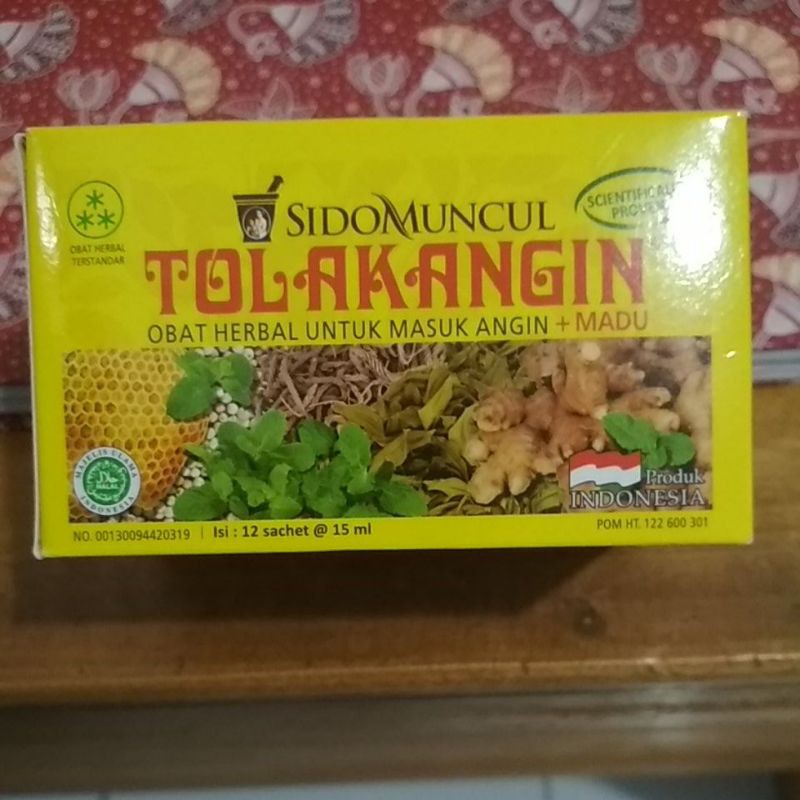 SIDOMUNCUL
SCIENTIFICALLY
PROVEN
OBAT HERBAL
TERSTANDAR
TOLAKANGIN
OBAT HERBAL UNTUK MASUK ANGIN + MADU
MAJELIS ULAMA
HALAL
INDONESIA
Produk
INDONESIA
NO. 00130094420319 | Isi : 12 sachet @ 15 ml
POM HT. 122 600 301